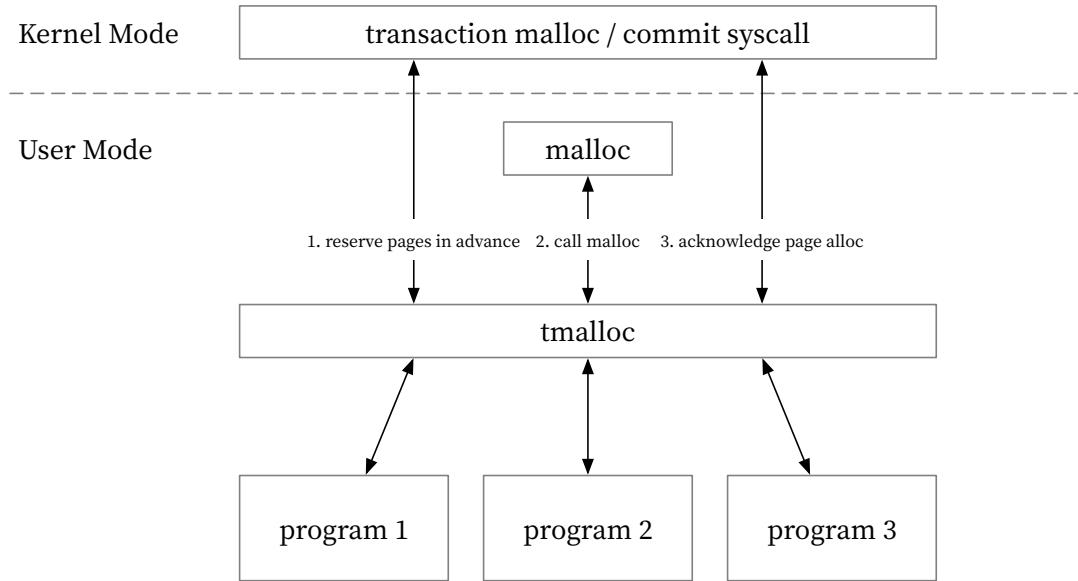 Kernel Mode
transaction malloc / commit syscall
User Mode
malloc
1. reserve pages in advance
2. call malloc
3. acknowledge page alloc
tmalloc
program 1
program 2
program 3